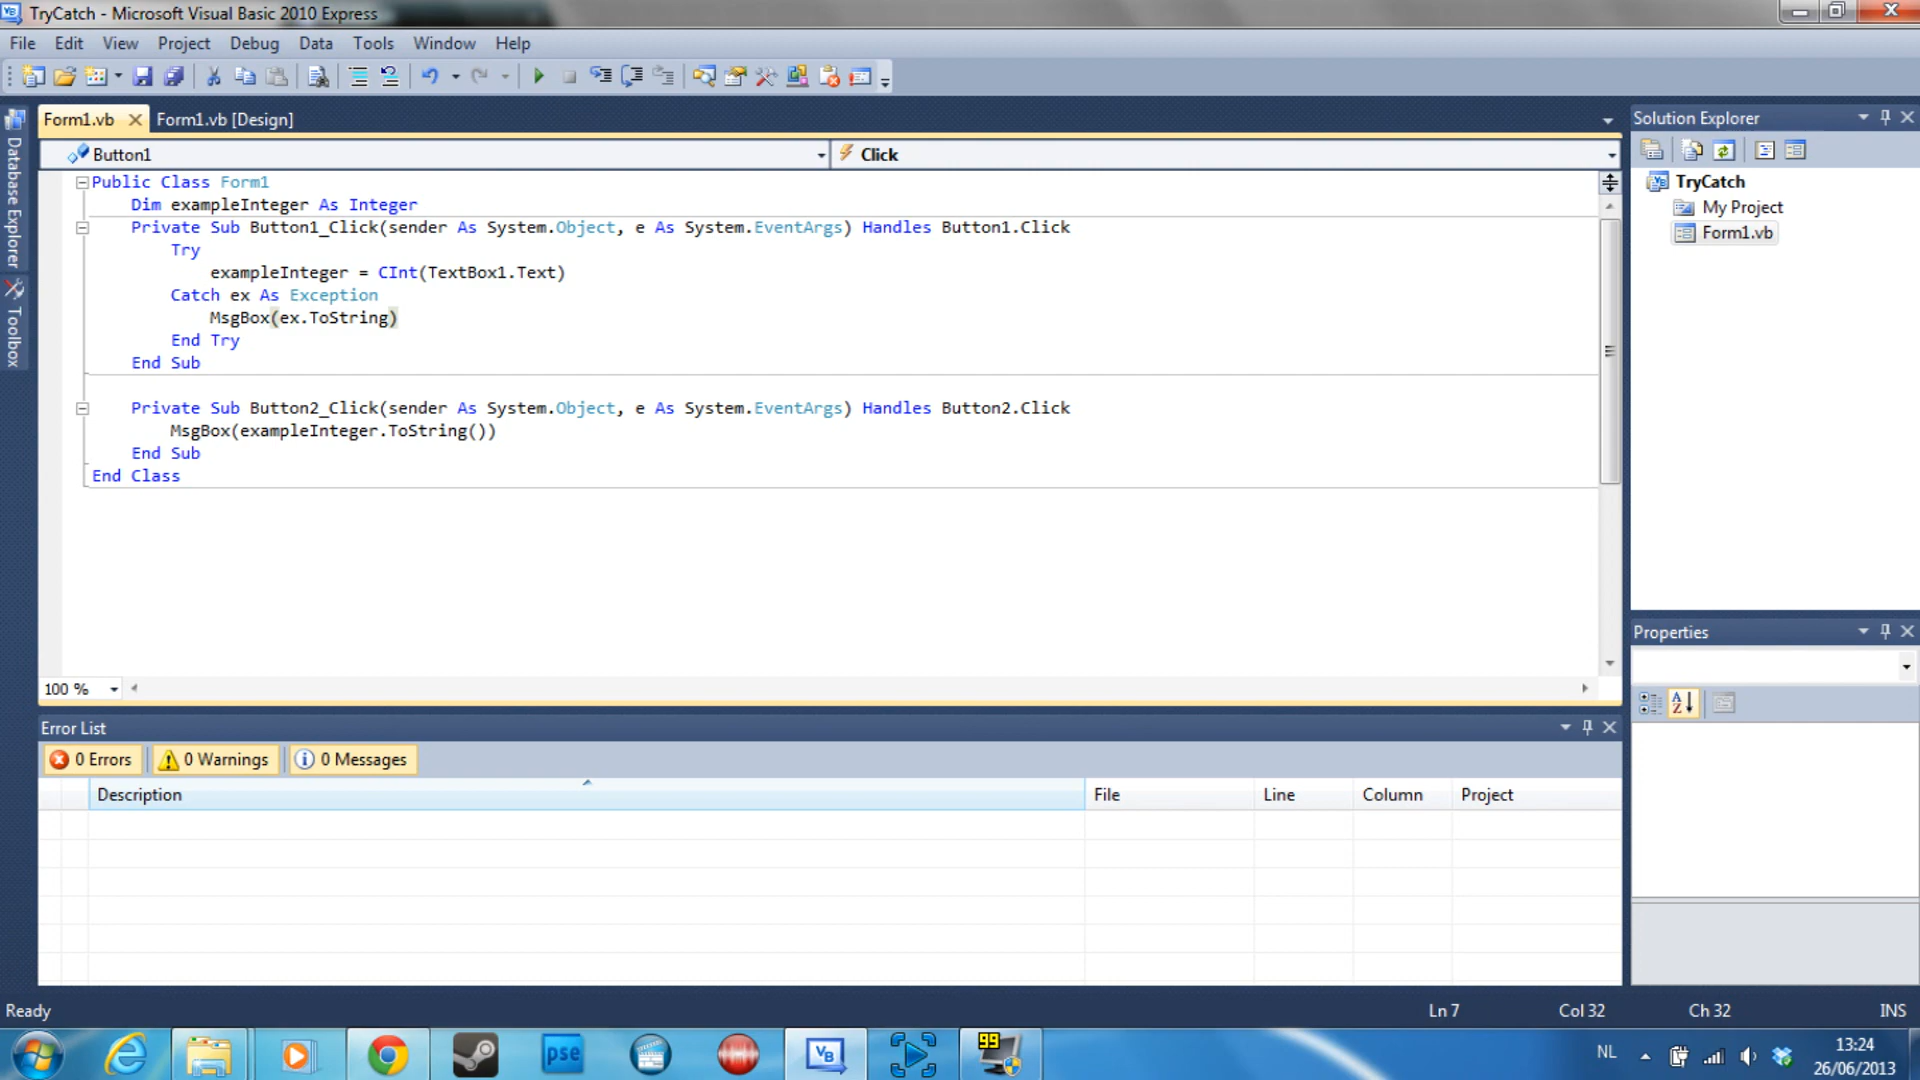 TryCatch - Microsoft Visual Basic 2010 Express
File Edit View Project Debug Data Tools Window Help
Form1.vb Form1.vb [Design]
Database Explorer
Toolbox
Button1 Click
Public Class Form1
Dim exampleInteger As Integer
Private Sub Button1_Click(sender As System.Object, e As System.EventArgs) Handles Button1.Click
Try
exampleInteger = CInt(TextBox1.Text)
Catch ex As Exception
MsgBox(ex.ToString)
End Try
End Sub
Private Sub Button2_Click(sender As System.Object, e As System.EventArgs) Handles Button2.Click
MsgBox(exampleInteger.ToString())
End Sub
End Class
100 %
Solution Explorer
TryCatch
My Project
Form1.vb
Properties
Error List
0 Errors 0 Warnings 0 Messages
Description File Line Column Project
Ready Ln 7 Col 32 Ch 32 INS
pse VB 99 NL 13:24
26/06/2013